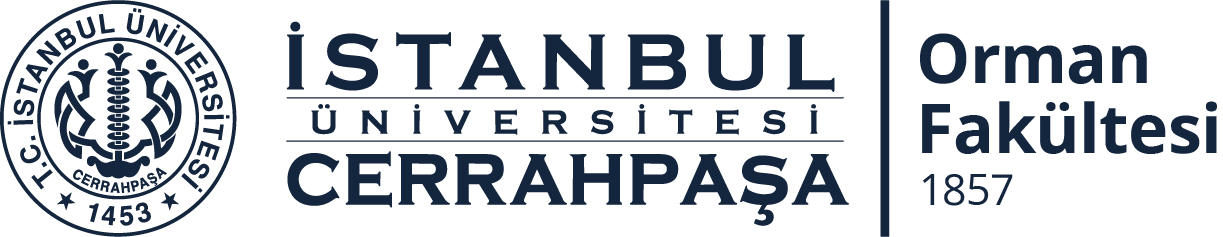 T.C. İSTANBUL ÜNİVERSİTESİ
CERRAHPAŞA
1453
İSTANBUL
ÜNİVERSİTESİ
CERRAHPAŞA
Orman
Fakültesi
1857